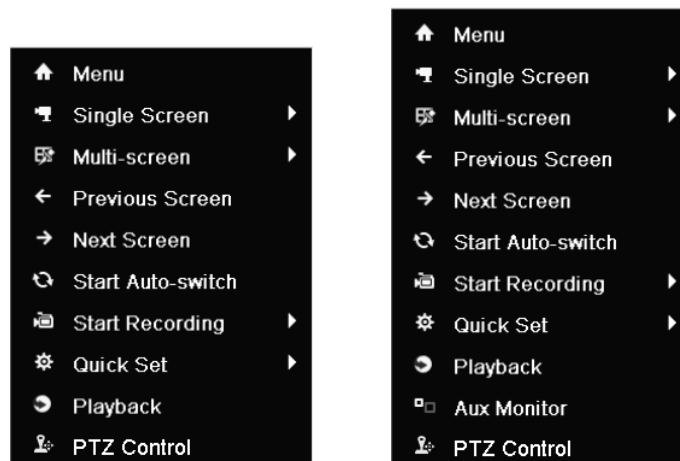 Menu
Single Screen
Multi-screen
Previous Screen
Next Screen
Start Auto-switch
Start Recording
Quick Set
Playback
PTZ Control
Menu
Single Screen
Multi-screen
Previous Screen
Next Screen
Start Auto-switch
Start Recording
Quick Set
Playback
Aux Monitor
PTZ Control